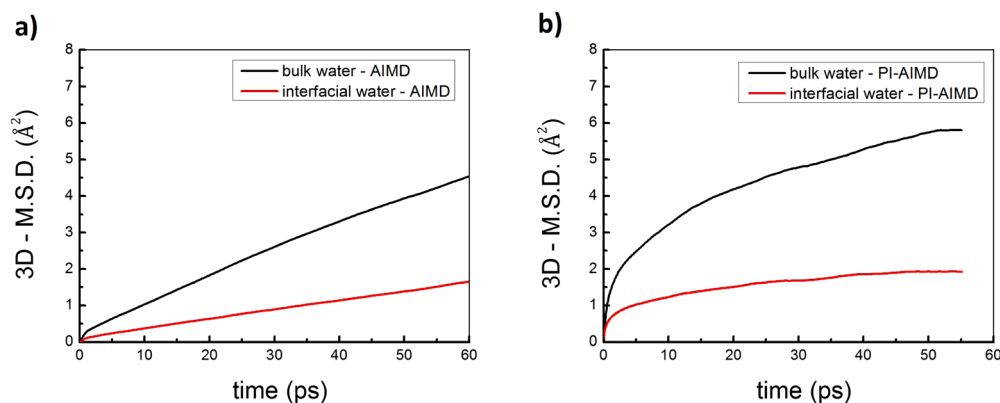 a)
8
7
6
5
4
3
2
1
0
3D - M.S.D. (Å²)
bulk water - AIMD
interfacial water - AIMD
0 10 20 30 40 50 60
time (ps)
b)
8
7
6
5
4
3
2
1
0
3D - M.S.D. (Å²)
bulk water - PI-AIMD
interfacial water - PI-AIMD
0 10 20 30 40 50 60
time (ps)